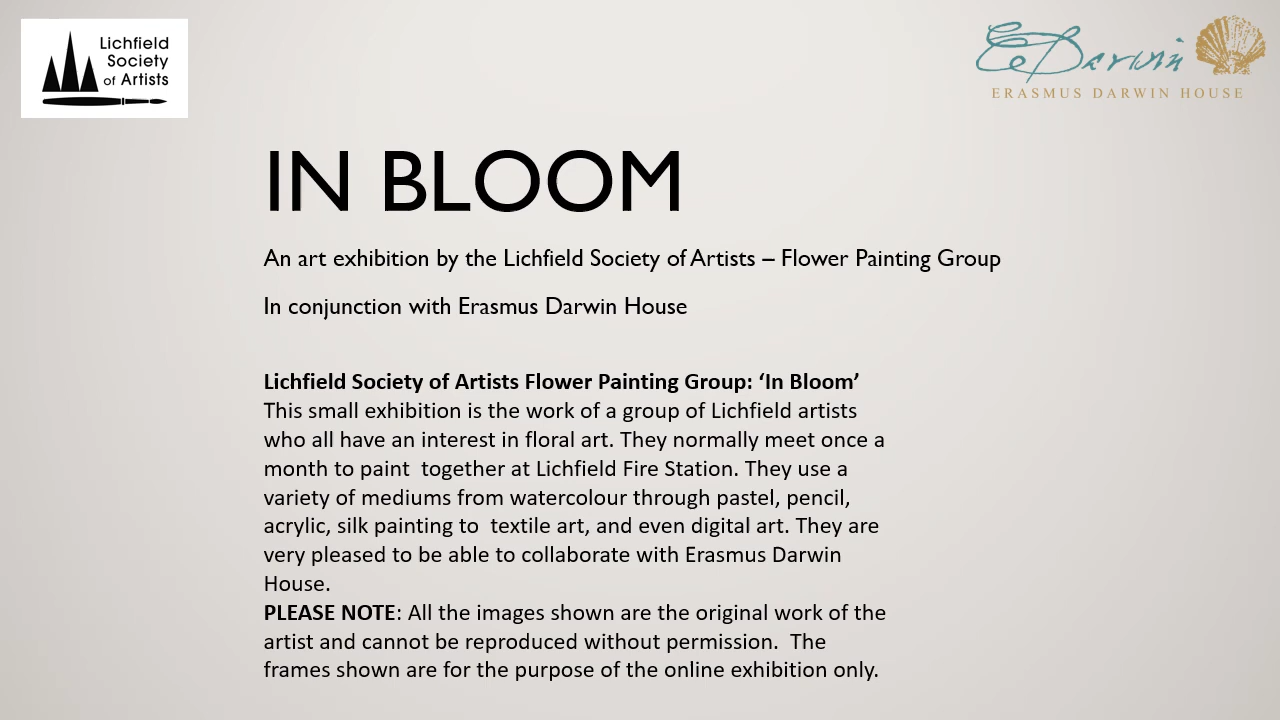 Lichfield
Society
of Artists
E Darwin
ERASMUS DARWIN HOUSE
IN BLOOM
An art exhibition by the Lichfield Society of Artists – Flower Painting Group
In conjunction with Erasmus Darwin House
Lichfield Society of Artists Flower Painting Group: ‘In Bloom’
This small exhibition is the work of a group of Lichfield artists
who all have an interest in floral art. They normally meet once a
month to paint  together at Lichfield Fire Station. They use a
variety of mediums from watercolour through pastel, pencil,
acrylic, silk painting to  textile art, and even digital art. They are
very pleased to be able to collaborate with Erasmus Darwin
House.
PLEASE NOTE: All the images shown are the original work of the
artist and cannot be reproduced without permission.  The
frames shown are for the purpose of the online exhibition only.